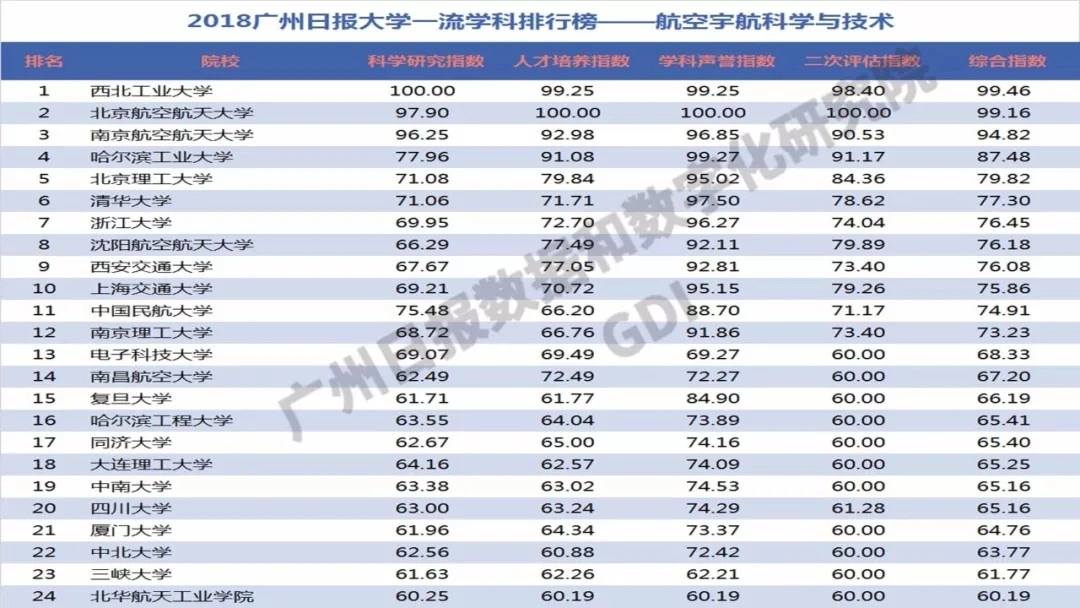 2018广州日报大学一流学科排行榜——航空宇航科学与技术
排名 院校 科学研究指数 人才培养指数 学科声誉指数 二次评估指数 综合指数
1 西北工业大学 100.00 99.25 99.25 98.40 99.46
2 北京航空航天大学 97.90 100.00 100.00 100.00 99.16
3 南京航空航天大学 96.25 92.98 96.85 90.53 94.82
4 哈尔滨工业大学 77.96 91.08 99.27 91.17 87.48
5 北京理工大学 71.08 79.84 95.02 84.36 79.82
6 清华大学 71.06 71.71 97.50 78.62 77.30
7 浙江大学 69.95 72.70 96.27 74.04 76.45
8 沈阳航空航天大学 66.29 77.49 92.11 79.89 76.18
9 西安交通大学 67.67 77.05 92.81 73.40 76.08
10 上海交通大学 69.21 70.72 95.15 79.26 75.86
11 中国民航大学 75.48 66.20 88.70 71.17 74.91
12 南京理工大学 68.72 66.76 91.86 73.40 73.23
13 电子科技大学 69.07 69.49 69.27 60.00 68.33
14 南昌航空大学 62.49 72.49 72.27 60.00 67.20
15 复旦大学 61.71 61.77 84.90 60.00 66.19
16 哈尔滨工程大学 63.55 64.04 73.89 60.00 65.41
17 同济大学 62.67 65.00 74.16 60.00 65.40
18 大连理工大学 64.16 62.57 74.09 60.00 65.25
19 中南大学 63.38 63.02 74.53 60.00 65.16
20 四川大学 63.00 63.24 74.29 61.28 65.16
21 厦门大学 61.96 64.34 73.37 60.00 64.76
22 中北大学 62.56 60.88 72.42 60.00 63.77
23 三峡大学 61.63 62.26 62.21 60.00 61.77
24 北华航天工业学院 60.25 60.19 60.19 60.00 60.19
广州日报数据和数字化研究院
GDI